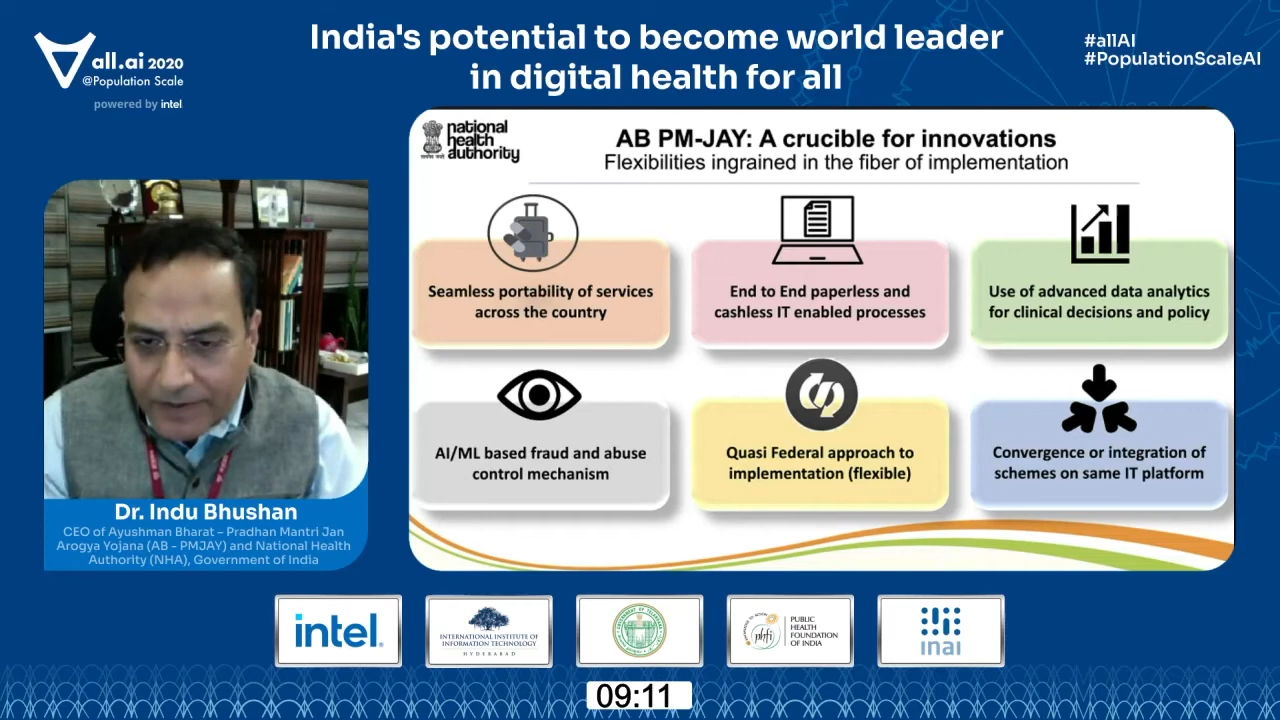 India's potential to become world leader
in digital health for all
all.ai 2020
@Population Scale
powered by intel
#allAI
#PopulationScaleAI
national
health
authority
AB PM-JAY: A crucible for innovations
Flexibilities ingrained in the fiber of implementation
Seamless portability of services
across the country
End to End paperless and
cashless IT enabled processes
Use of advanced data analytics
for clinical decisions and policy
AI/ML based fraud and abuse
control mechanism
Quasi Federal approach to
implementation (flexible)
Convergence or integration of
schemes on same IT platform
Dr. Indu Bhushan
CEO of Ayushman Bharat – Pradhan Mantri Jan
Arogya Yojana (AB - PMJAY) and National Health
Authority (NHA), Government of India
intel.
INTERNATIONAL INSTITUTE OF
INFORMATION TECHNOLOGY
HYDERABAD
phfi
PUBLIC
HEALTH
FOUNDATION
OF INDIA
inai
09:11